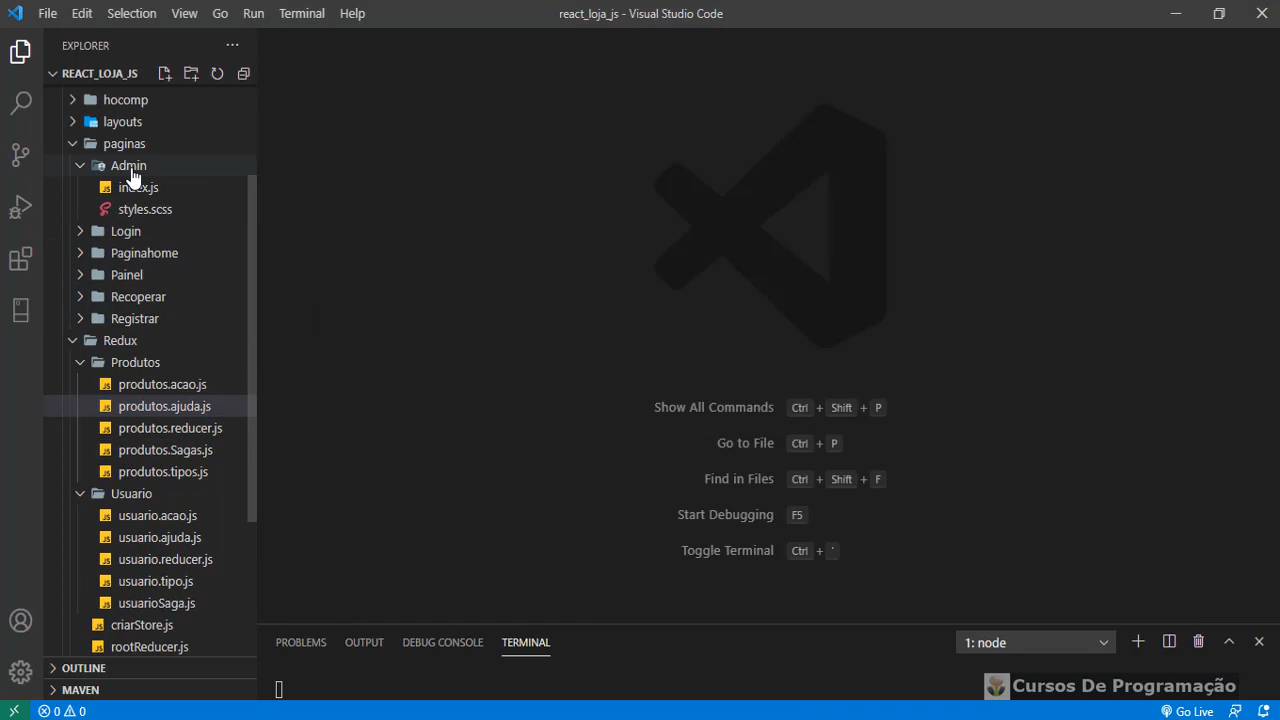 File Edit Selection View Go Run Terminal Help
react_loja_js - Visual Studio Code
EXPLORER
REACT_LOJA_JS
hocomp
layouts
paginas
Admin
index.js
styles.scss
Login
Paginahome
Painel
Recoperar
Registrar
Redux
Produtos
produtos.acao.js
produtos.ajuda.js
produtos.reducer.js
produtos.Sagas.js
produtos.tipos.js
Usuario
usuario.acao.js
usuario.ajuda.js
usuario.reducer.js
usuario.tipo.js
usuarioSaga.js
criarStore.js
rootReducer.js
OUTLINE
MAVEN
Show All Commands Ctrl + Shift + P
Go to File Ctrl + P
Find in Files Ctrl + Shift + F
Start Debugging F5
Toggle Terminal Ctrl + `
PROBLEMS OUTPUT DEBUG CONSOLE TERMINAL
1: node
Cursos De Programação
0 0
Go Live